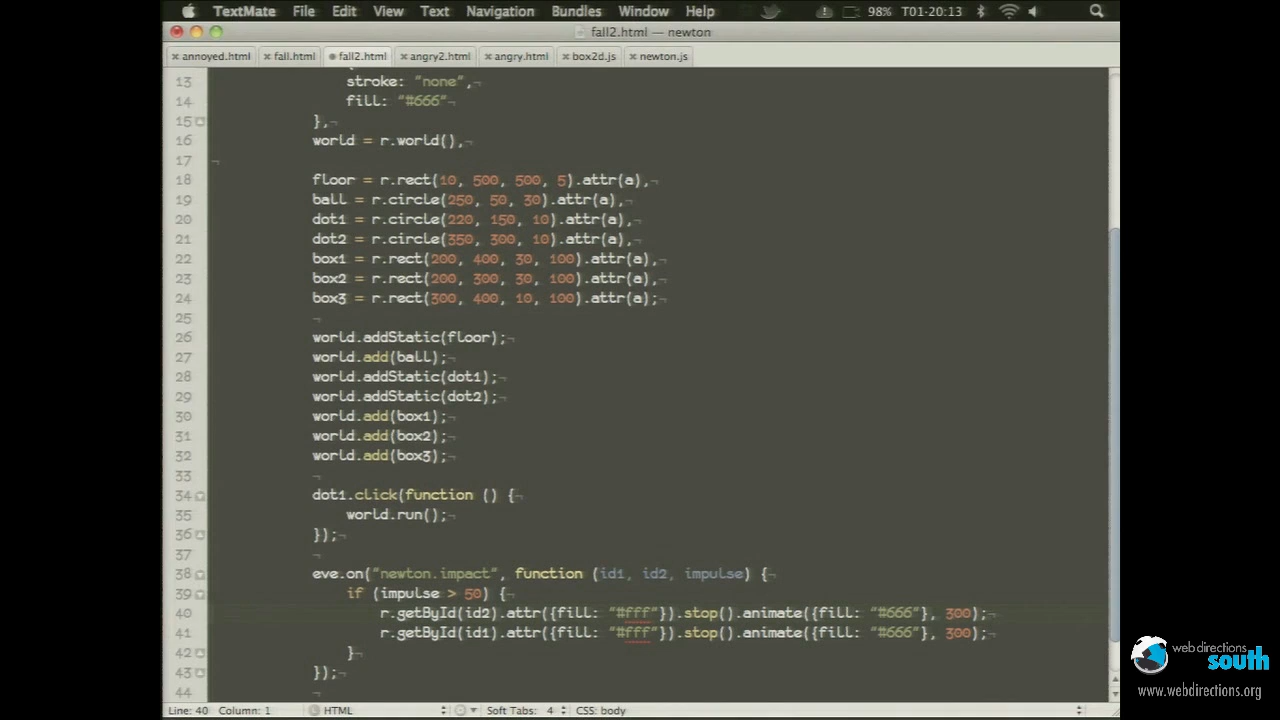 TextMate File Edit View Text Navigation Bundles Window Help 98% T01-20:13
fall2.html — newton
annoyed.html fall.html fall2.html angry2.html angry.html box2d.js newton.js
13 stroke: "none",¬
14 fill: "#666"¬
15 },¬
16 world = r.world(),¬
17 ¬
18 floor = r.rect(10, 500, 500, 5).attr(a),¬
19 ball = r.circle(250, 50, 30).attr(a),¬
20 dot1 = r.circle(220, 150, 10).attr(a),¬
21 dot2 = r.circle(350, 300, 10).attr(a),¬
22 box1 = r.rect(200, 400, 30, 100).attr(a),¬
23 box2 = r.rect(200, 300, 30, 100).attr(a),¬
24 box3 = r.rect(300, 400, 10, 100).attr(a);¬
25 ¬
26 world.addStatic(floor);¬
27 world.add(ball);¬
28 world.addStatic(dot1);¬
29 world.addStatic(dot2);¬
30 world.add(box1);¬
31 world.add(box2);¬
32 world.add(box3);¬
33 ¬
34 dot1.click(function () {¬
35 world.run();¬
36 });¬
37 ¬
38 eve.on("newton.impact", function (id1, id2, impulse) {¬
39 if (impulse > 50) {¬
40 r.getById(id2).attr({fill: "#fff"}).stop().animate({fill: "#666"}, 300);¬
41 r.getById(id1).attr({fill: "#fff"}).stop().animate({fill: "#666"}, 300);¬
42 }¬
43 });¬
44 ¬
Line: 40 Column: 1 HTML Soft Tabs: 4 CSS: body
web directions
south
www.webdirections.org